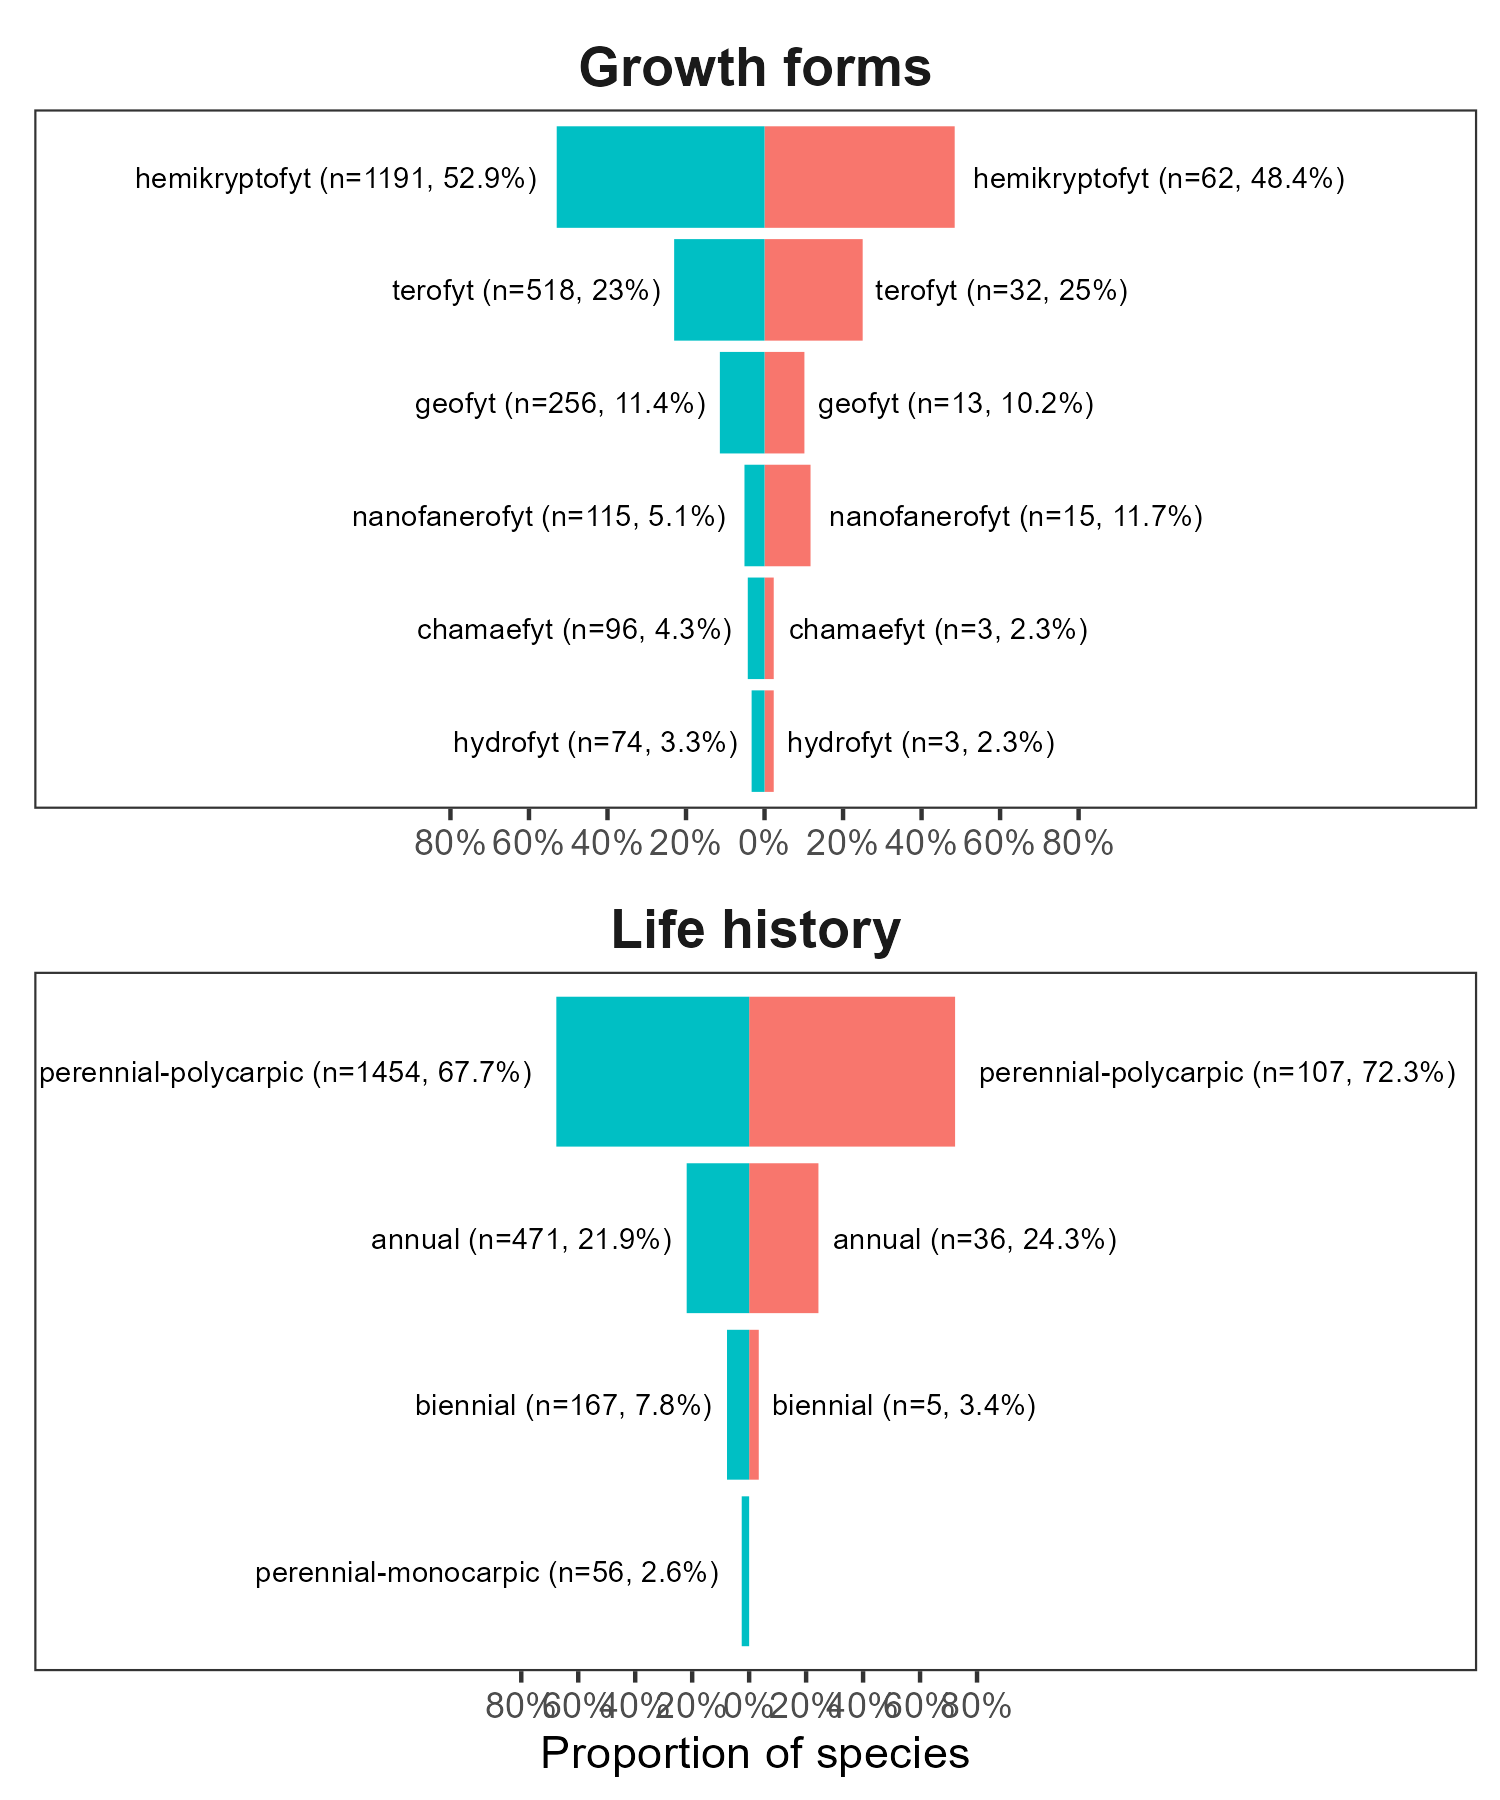 Growth forms
hemikryptofyt (n=1191, 52.9%) hemikryptofyt (n=62, 48.4%)
terofyt (n=518, 23%) terofyt (n=32, 25%)
geofyt (n=256, 11.4%) geofyt (n=13, 10.2%)
nanofanerofyt (n=115, 5.1%) nanofanerofyt (n=15, 11.7%)
chamaefyt (n=96, 4.3%) chamaefyt (n=3, 2.3%)
hydrofyt (n=74, 3.3%) hydrofyt (n=3, 2.3%)
80% 60% 40% 20% 0% 20% 40% 60% 80%
Life history
perennial-polycarpic (n=1454, 67.7%) perennial-polycarpic (n=107, 72.3%)
annual (n=471, 21.9%) annual (n=36, 24.3%)
biennial (n=167, 7.8%) biennial (n=5, 3.4%)
perennial-monocarpic (n=56, 2.6%)
80% 60% 40% 20% 0% 20% 40% 60% 80%
Proportion of species